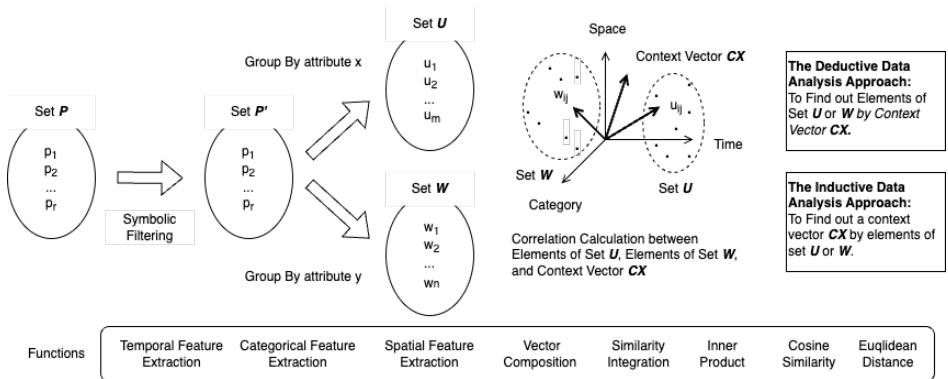 Set P
p1
p2
...
pr
Symbolic
Filtering
Set P'
p1
p2
...
pr
Group By attribute x
Group By attribute y
Set U
u1
u2
...
um
Set W
w1
w2
...
wn
Space
Context Vector CX
wij
uij
Time
Set W
Set U
Category
Correlation Calculation between
Elements of Set U, Elements of Set W,
and Context Vector CX
The Deductive Data
Analysis Approach:
To Find out Elements of
Set U or W by Context
Vector CX.
The Inductive Data
Analysis Approach:
To Find out a context
vector CX by elements of
set U or W.
Functions
Temporal Feature
Extraction
Categorical Feature
Extraction
Spatial Feature
Extraction
Vector
Composition
Similarity
Integration
Inner
Product
Cosine
Similarity
Euqlidean
Distance